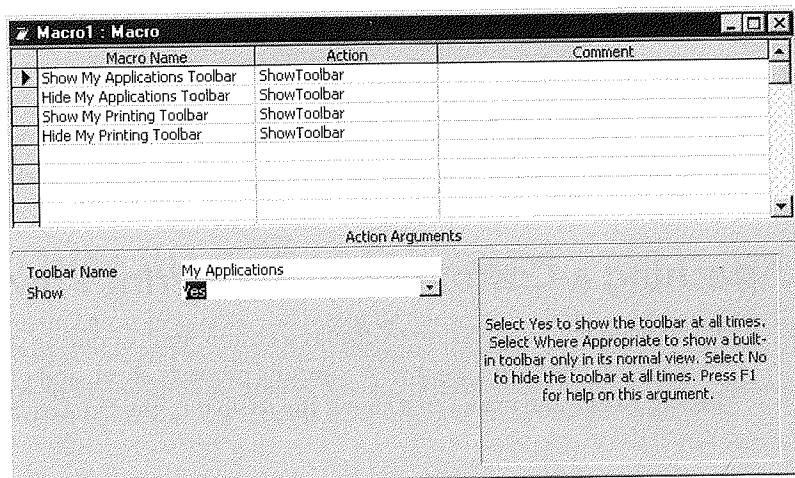 Macro1 : Macro
Macro Name Action Comment
Show My Applications Toolbar ShowToolbar
Hide My Applications Toolbar ShowToolbar
Show My Printing Toolbar ShowToolbar
Hide My Printing Toolbar ShowToolbar
Action Arguments
Toolbar Name My Applications
Show Yes
Select Yes to show the toolbar at all times.
Select Where Appropriate to show a built-
in toolbar only in its normal view. Select No
to hide the toolbar at all times. Press F1
for help on this argument.